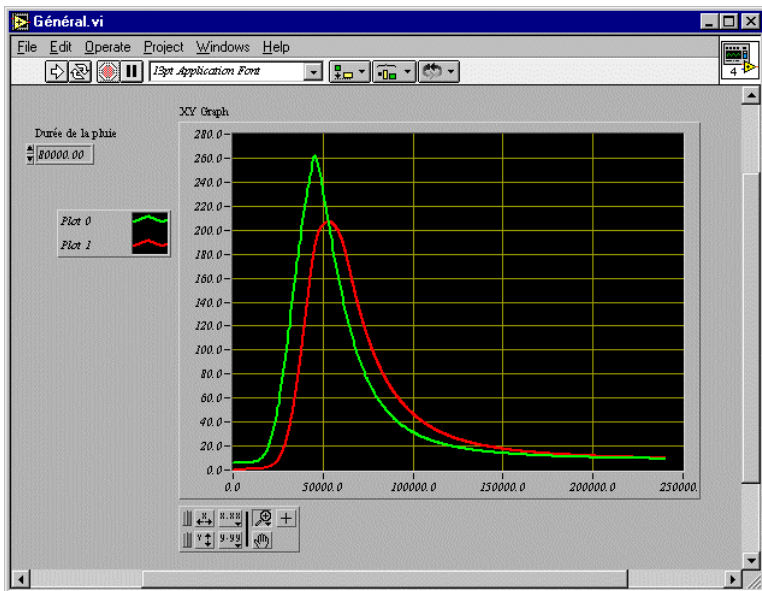 Général.vi
File Edit Operate Project Windows Help
13pt Application Font
4
XY Graph
Durée de la pluie
80000.00
Plot 0
Plot 1
280.0
260.0
240.0
220.0
200.0
180.0
160.0
140.0
120.0
100.0
80.0
60.0
40.0
20.0
0.0
0.0 50000.0 100000.0 150000.0 200000.0 250000.
X x.xx
Y y.yy